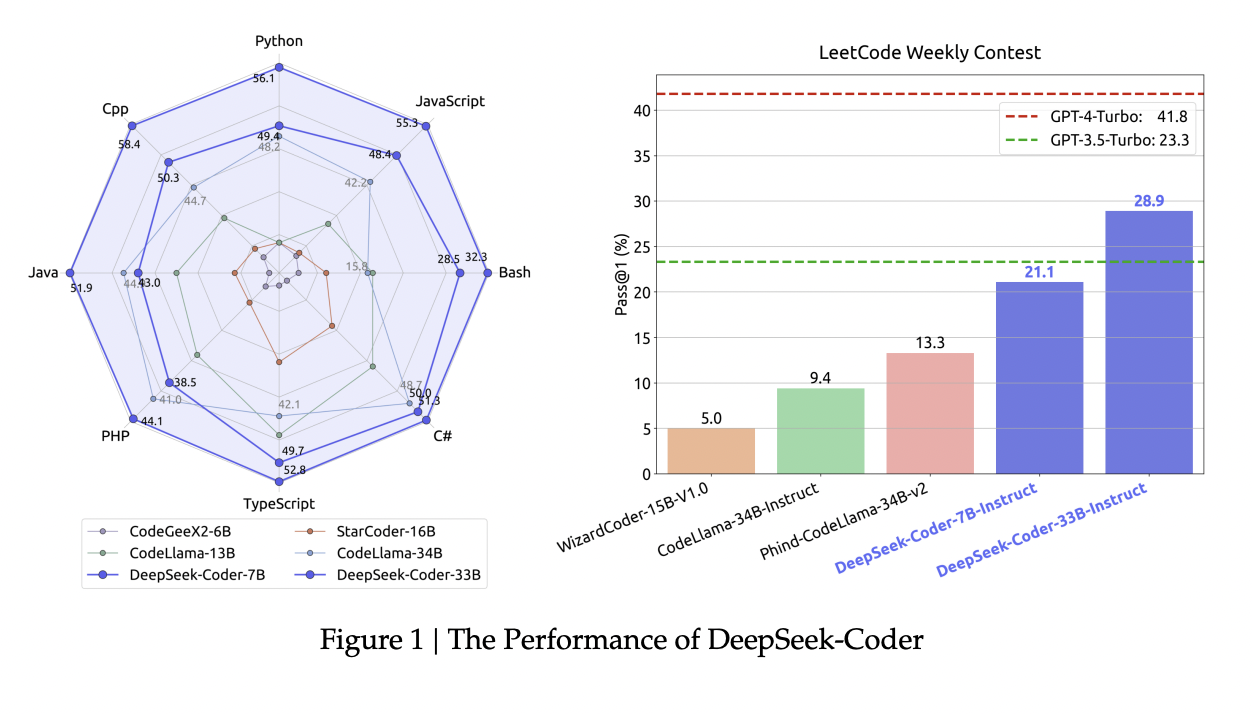 Python
56.1
Cpp
JavaScript
58.4
55.3
49.4
48.2
48.4
50.3
44.7
42.2
Java
51.9
43.0
15.8
28.5
32.3
Bash
38.5
41.0
PHP
44.1
42.1
48.7
50.0
51.3
C#
49.7
52.8
TypeScript
CodeGeeX2-6B
StarCoder-16B
CodeLlama-13B
CodeLlama-34B
DeepSeek-Coder-7B
DeepSeek-Coder-33B
LeetCode Weekly Contest
GPT-4-Turbo: 41.8
GPT-3.5-Turbo: 23.3
Pass@1 (%)
40
35
30
25
20
15
10
5
0
5.0
9.4
13.3
21.1
28.9
WizardCoder-15B-V1.0
CodeLlama-34B-Instruct
Phind-CodeLlama-34B-v2
DeepSeek-Coder-7B-Instruct
DeepSeek-Coder-33B-Instruct
Figure 1 | The Performance of DeepSeek-Coder